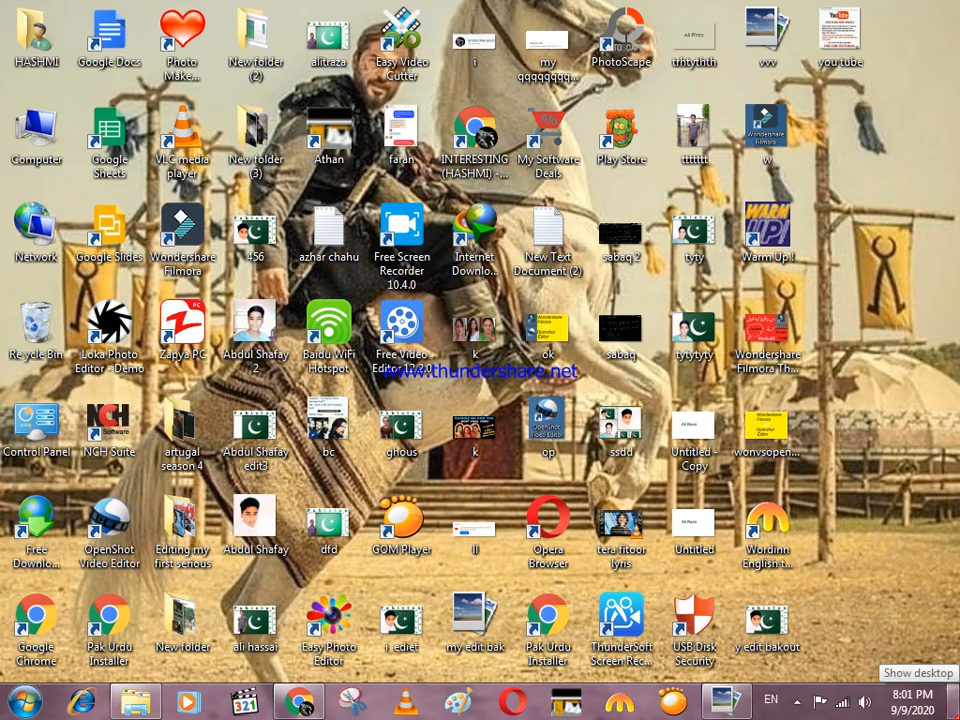 HASHMI
Google Docs
Photo
Make...
New folder
(2)
alitraza
Easy Video
Cutter
i
my
qqqqqqqq...
PhotoScape
trhtyhth
vvv
you tube
Computer
Google
Sheets
VLC media
player
New folder
(3)
Athan
faran
INTERESTING
(HASHMI) -...
My Software
Deals
Play Store
ttttttt
w
Network
Google Slides
Wondershare
Filmora
456
azhar chahu
Free Screen
Recorder
10.4.0
Internet
Downlo...
New Text
Document (2)
sabaq 2
tyty
Warm Up !
Recycle Bin
Loka Photo
Editor - Demo
Zapya PC
Abdul Shafay
2
Baidu WiFi
Hotspot
Free Video
Editor 12.2.0
k
ok
sabaq
tytytyty
Wondershare
Filmora Th...
www.thundershare.net
Control Panel
NCH Suite
artugal
season 4
Abdul Shafay
edit3
bc
ghous
k
op
ssdd
Untitled -
Copy
wonvsopen...
Free
Downlo...
OpenShot
Video Editor
Editing my
first serious
Abdul Shafay
dfd
GOM Player
Opera
Browser
tera fitoor
lyris
Untitled
Wordinn
English t...
Google
Chrome
Pak Urdu
Installer
New folder
ali hassai
Easy Photo
Editor
i ediet
my edit bak
Pak Urdu
Installer
ThunderSoft
Screen Rec...
USB Disk
Security
y edit bakout
Show desktop
EN
8:01 PM
9/9/2020